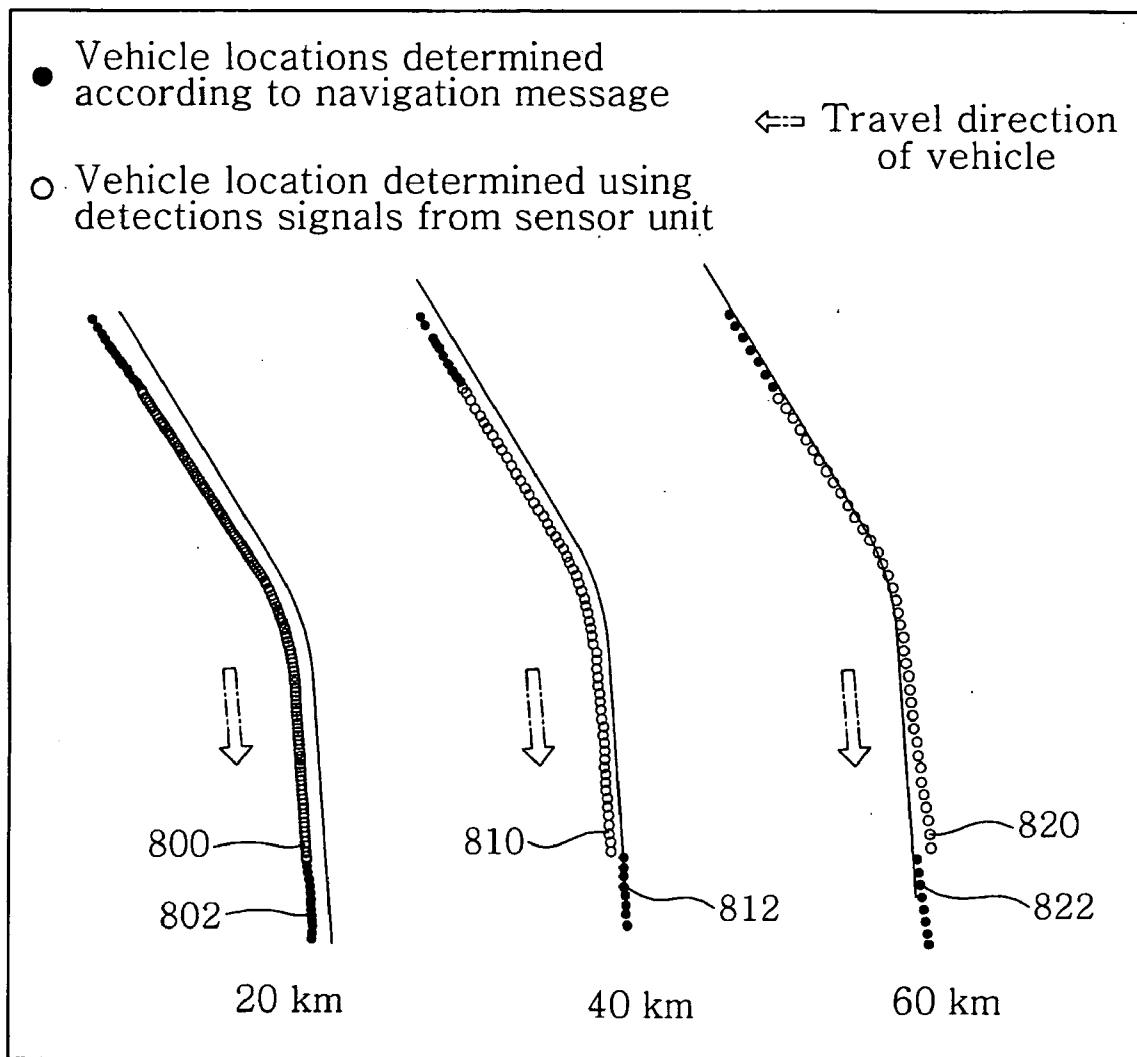 Vehicle locations determined
according to navigation message
Travel direction
of vehicle
Vehicle location determined using
detections signals from sensor unit
800
802
810
812
820
822
20 km
40 km
60 km